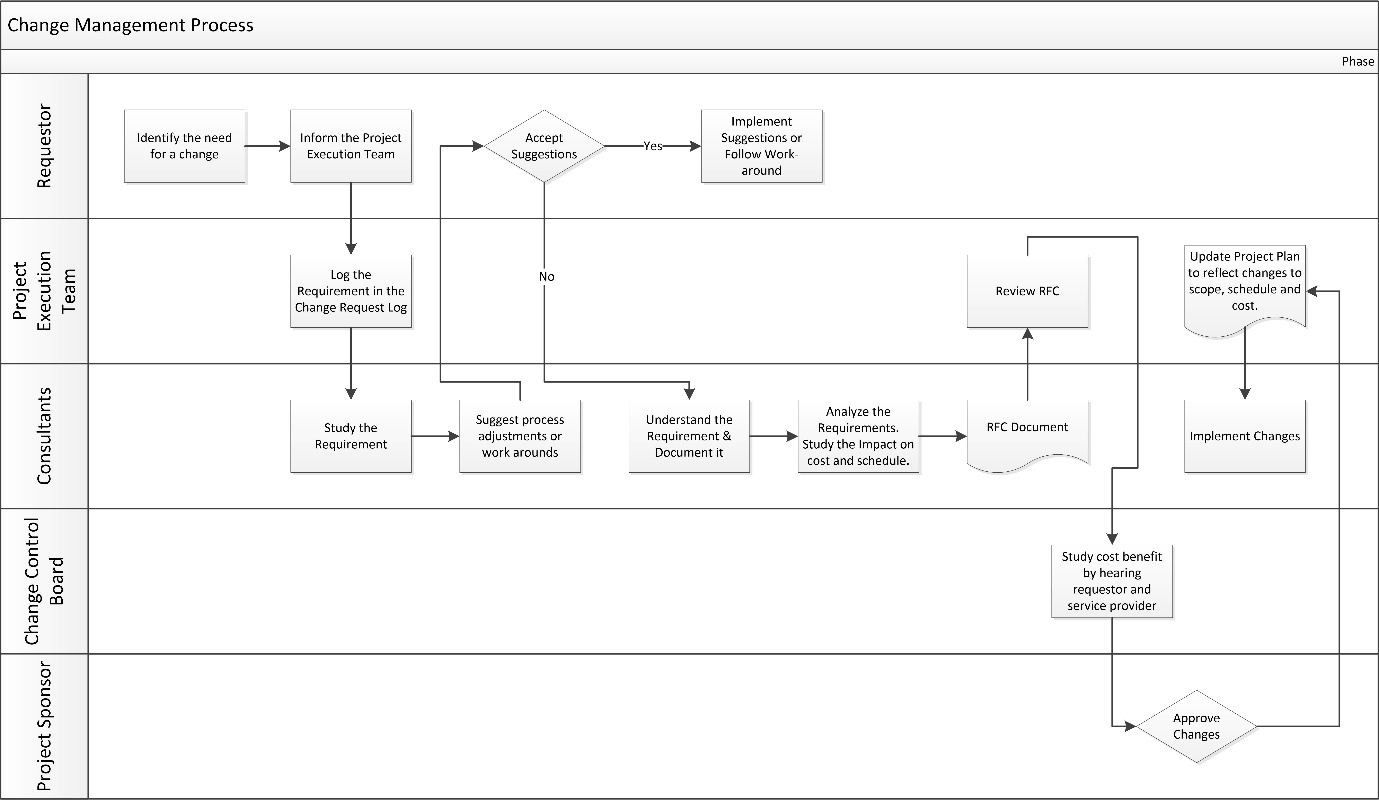 Change Management Process
Phase
Requestor
Identify the need
for a change
Inform the Project
Execution Team
Accept
Suggestions
Yes
Implement
Suggestions or
Follow Work-
around
Project
Execution
Team
Log the
Requirement in the
Change Request Log
No
Review RFC
Update Project Plan
to reflect changes to
scope, schedule and
cost.
Consultants
Study the
Requirement
Suggest process
adjustments or
work arounds
Understand the
Requirement &
Document it
Analyze the
Requirements.
Study the Impact on
cost and schedule.
RFC Document
Implement Changes
Change Control
Board
Study cost benefit
by hearing
requestor and
service provider
Project Sponsor
Approve
Changes